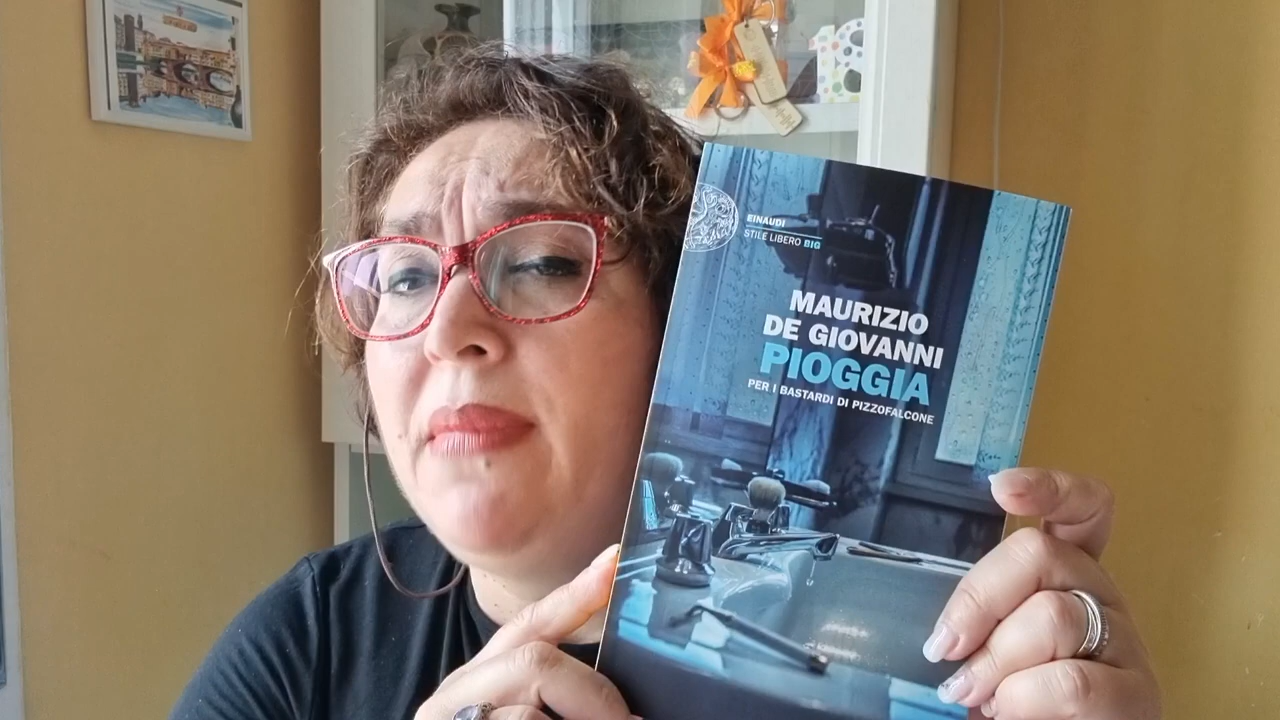 EINAUDI
STILE LIBERO BIG
MAURIZIO
DE GIOVANNI
PIOGGIA
PER I BASTARDI DI PIZZOFALCONE